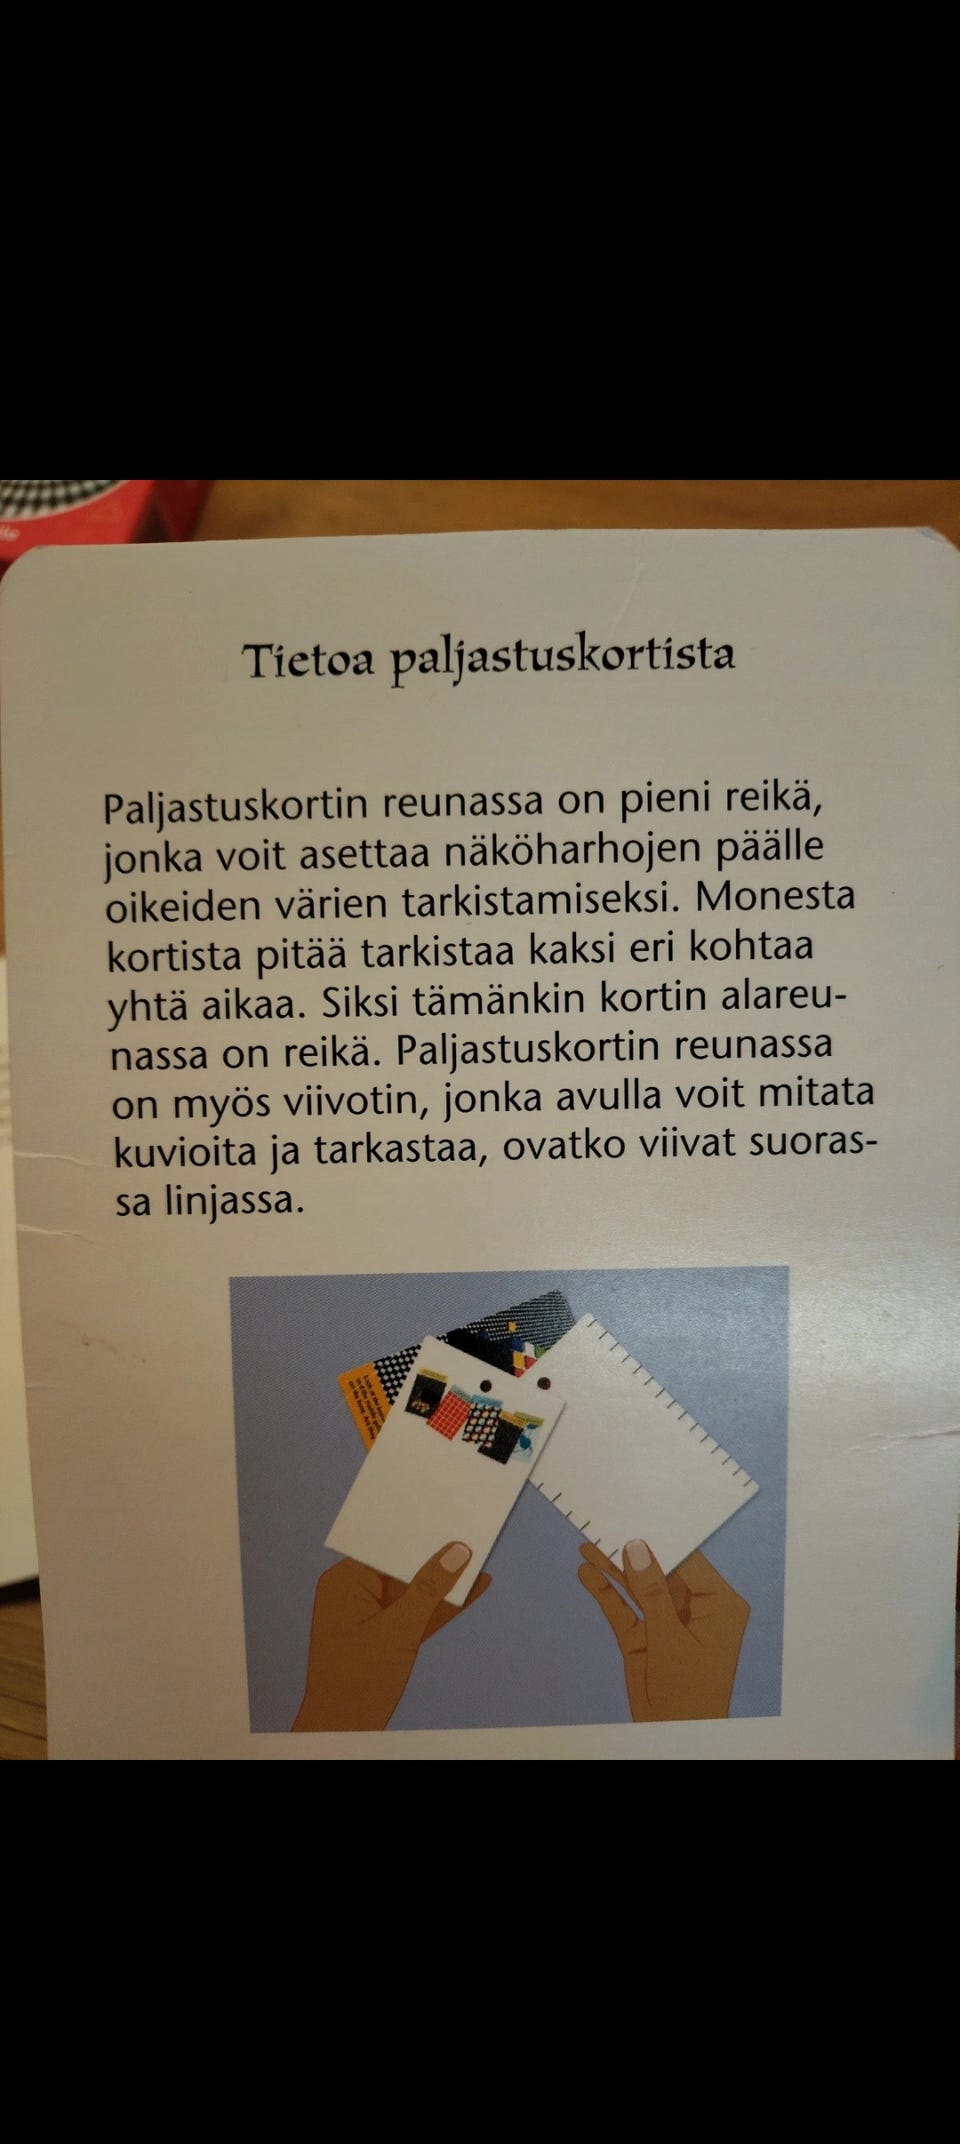 Tietoa paljastuskortista
Paljastuskortin reunassa on pieni reikä,
jonka voit asettaa näköharhojen päälle
oikeiden värien tarkistamiseksi. Monesta
kortista pitää tarkistaa kaksi eri kohtaa
yhtä aikaa. Siksi tämänkin kortin alareu-
nassa on reikä. Paljastuskortin reunassa
on myös viivotin, jonka avulla voit mitata
kuvioita ja tarkastaa, ovatko viivat suoras-
sa linjassa.